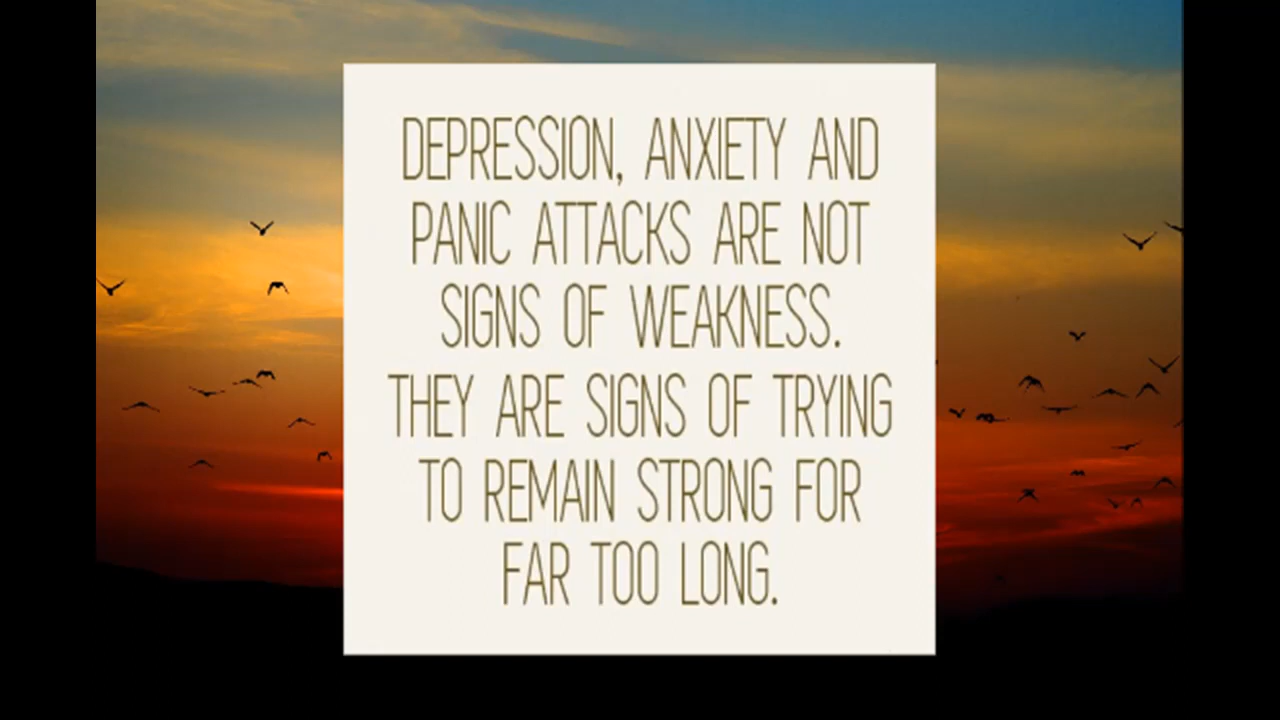 DEPRESSION, ANXIETY AND
PANIC ATTACKS ARE NOT
SIGNS OF WEAKNESS.
THEY ARE SIGNS OF TRYING
TO REMAIN STRONG FOR
FAR TOO LONG.